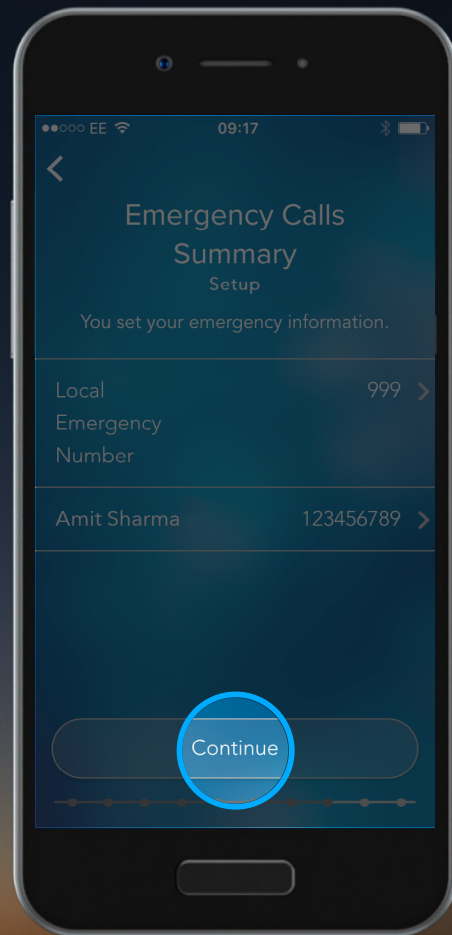 EE 09:17
Emergency Calls
Summary
Setup
You set your emergency information.
Local 999
Emergency
Number
Amit Sharma 123456789
Continue